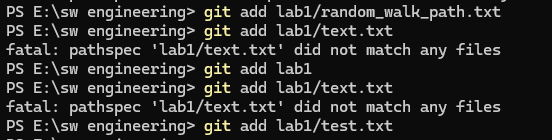 PS E:\sw engineering> git add lab1/random_walk_path.txt
PS E:\sw engineering> git add lab1/text.txt
fatal: pathspec 'lab1/text.txt' did not match any files
PS E:\sw engineering> git add lab1
PS E:\sw engineering> git add lab1/text.txt
fatal: pathspec 'lab1/text.txt' did not match any files
PS E:\sw engineering> git add lab1/test.txt